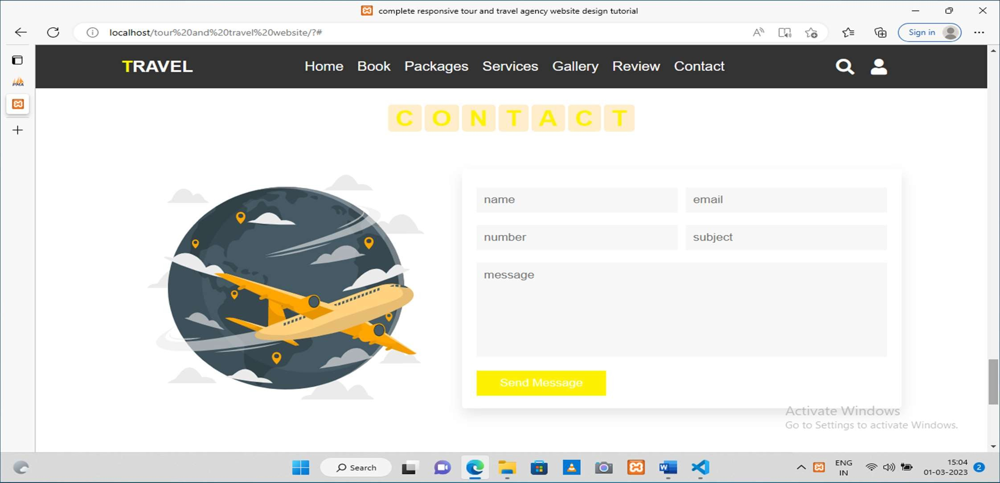 complete responsive tour and travel agency website design tutorial
localhost/tour%20and%20travel%20website/?#
Sign in
PMA
TRAVEL
Home Book Packages Services Gallery Review Contact
CONTACT
name email
number subject
message
Send Message
Activate Windows
Go to Settings to activate Windows.
Search
W
ENG
IN
15:04
01-03-2023
2